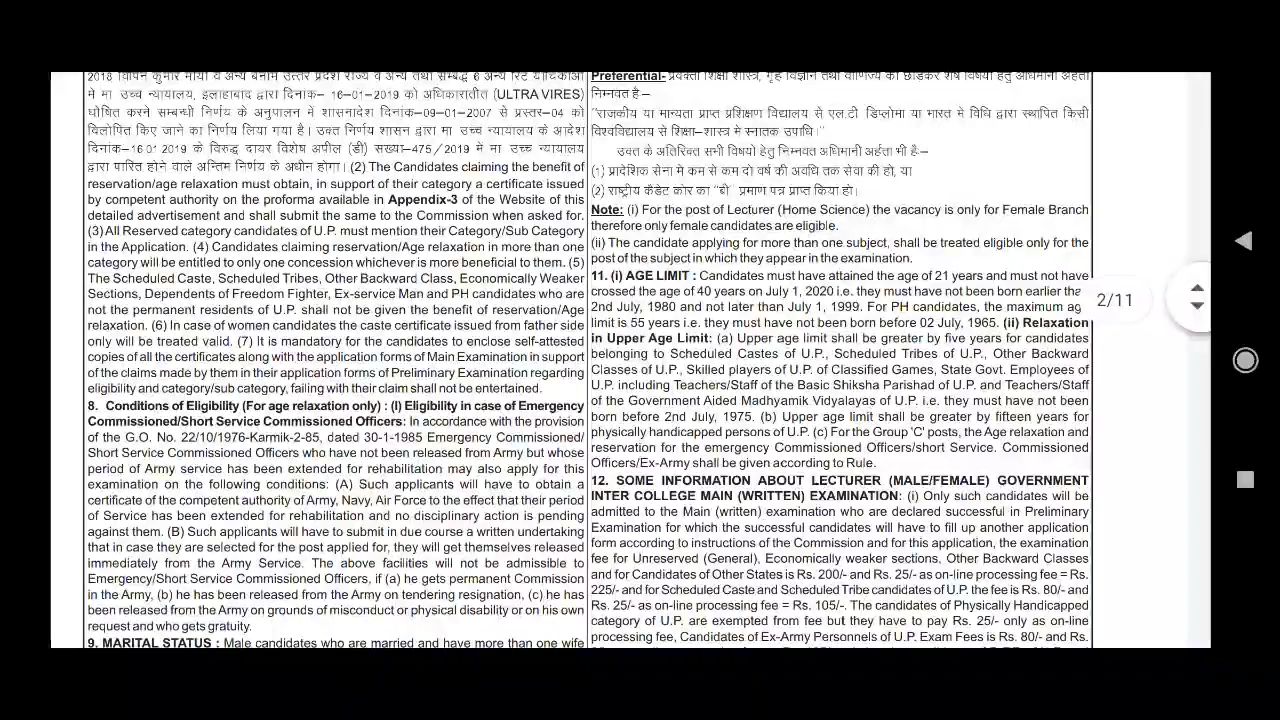 2018 विपिन कुमार मौर्या व अन्य बनाम उत्तर प्रदेश राज्य व अन्य तथा सम्बद्ध 6 अन्य रिट याचिकाओं
में मा उच्च न्यायालय, इलाहाबाद द्वारा दिनांक– 16-01-2019 को अधिकारातीत (ULTRA VIRES)
घोषित करने सम्बन्धी निर्णय के अनुपालन में शासनादेश दिनांक-09-01-2007 से प्रस्तर–04 को
विलोपित किए जाने का निर्णय लिया गया है। उक्त निर्णय शासन द्वारा मा उच्च न्यायालय के आदेश
दिनांक-16 01 2019 के विरुद्ध दायर विशेष अपील (डी) संख्या-475/2019 में मा उच्च न्यायालय
द्वारा पारित होने वाले अन्तिम निर्णय के अधीन होगा। (2) The Candidates claiming the benefit of
reservation/age relaxation must obtain, in support of their category a certificate issued
by competent authority on the proforma available in Appendix-3 of the Website of this
detailed advertisement and shall submit the same to the Commission when asked for.
(3) All Reserved category candidates of U.P. must mention their Category/Sub Category
in the Application. (4) Candidates claiming reservation/Age relaxation in more than one
category will be entitled to only one concession whichever is more beneficial to them. (5)
The Scheduled Caste, Scheduled Tribes, Other Backward Class, Economically Weaker
Sections, Dependents of Freedom Fighter, Ex-service Man and PH candidates who are
not the permanent residents of U.P. shall not be given the benefit of reservation/Age
relaxation. (6) In case of women candidates the caste certificate issued from father side
only will be treated valid. (7) It is mandatory for the candidates to enclose self-attested
copies of all the certificates along with the application forms of Main Examination in support
of the claims made by them in their application forms of Preliminary Examination regarding
eligibility and category/sub category, failing with their claim shall not be entertained.
8. Conditions of Eligibility (For age relaxation only) : (I) Eligibility in case of Emergency
Commissioned/Short Service Commissioned Officers: In accordance with the provision
of the G.O. No. 22/10/1976-Karmik-2-85, dated 30-1-1985 Emergency Commissioned/
Short Service Commissioned Officers who have not been released from Army but whose
period of Army service has been extended for rehabilitation may also apply for this
examination on the following conditions: (A) Such applicants will have to obtain a
certificate of the competent authority of Army, Navy, Air Force to the effect that their period
of Service has been extended for rehabilitation and no disciplinary action is pending
against them. (B) Such applicants will have to submit in due course a written undertaking
that in case they are selected for the post applied for, they will get themselves released
immediately from the Army Service. The above facilities will not be admissible to
Emergency/Short Service Commissioned Officers, if (a) he gets permanent Commission
in the Army, (b) he has been released from the Army on tendering resignation, (c) he has
been released from the Army on grounds of misconduct or physical disability or on his own
request and who gets gratuity.
9. MARITAL STATUS : Male candidates who are married and have more than one wife
Preferential- प्रवक्ता शिक्षा शास्त्र, गृह विज्ञान तथा वाणिज्य को छोड़कर शेष विषयों हेतु अधिमानी अर्हता
निम्नवत है:–
"राजकीय या मान्यता प्राप्त प्रशिक्षण विद्यालय से एल.टी डिप्लोमा या भारत में विधि द्वारा स्थापित किसी
विश्वविद्यालय से शिक्षा–शास्त्र में स्नातक उपाधि।"
उक्त के अतिरिक्त सभी विषयों हेतु निम्नवत अधिमानी अर्हता भी है:–
(1) प्रादेशिक सेना में कम से कम दो वर्ष की अवधि तक सेवा की हो, या
(2) राष्ट्रीय कैडेट कोर का "बी" प्रमाण पत्र प्राप्त किया हो।
Note: (i) For the post of Lecturer (Home Science) the vacancy is only for Female Branch
therefore only female candidates are eligible.
(ii) The candidate applying for more than one subject, shall be treated eligible only for the
post of the subject in which they appear in the examination.
11. (i) AGE LIMIT : Candidates must have attained the age of 21 years and must not have
crossed the age of 40 years on July 1, 2020 i.e. they must have not been born earlier tha
2nd July, 1980 and not later than July 1, 1999. For PH candidates, the maximum ag
limit is 55 years i.e. they must have not been born before 02 July, 1965. (ii) Relaxation
in Upper Age Limit: (a) Upper age limit shall be greater by five years for candidates
belonging to Scheduled Castes of U.P., Scheduled Tribes of U.P., Other Backward
Classes of U.P., Skilled players of U.P. of Classified Games, State Govt. Employees of
U.P. including Teachers/Staff of the Basic Shiksha Parishad of U.P. and Teachers/Staff
of the Government Aided Madhyamik Vidyalayas of U.P. i.e. they must have not been
born before 2nd July, 1975. (b) Upper age limit shall be greater by fifteen years for
physically handicapped persons of U.P. (c) For the Group 'C' posts, the Age relaxation and
reservation for the emergency Commissioned Officers/short Service. Commissioned
Officers/Ex-Army shall be given according to Rule.
12. SOME INFORMATION ABOUT LECTURER (MALE/FEMALE) GOVERNMENT
INTER COLLEGE MAIN (WRITTEN) EXAMINATION: (i) Only such candidates will be
admitted to the Main (written) examination who are declared successful in Preliminary
Examination for which the successful candidates will have to fill up another application
form according to instructions of the Commission and for this application, the examination
fee for Unreserved (General), Economically weaker sections, Other Backward Classes
and for Candidates of Other States is Rs. 200/- and Rs. 25/- as on-line processing fee = Rs.
225/- and for Scheduled Caste and Scheduled Tribe candidates of U.P. the fee is Rs. 80/- and
Rs. 25/- as on-line processing fee = Rs. 105/-. The candidates of Physically Handicapped
category of U.P. are exempted from fee but they have to pay Rs. 25/- only as on-line
processing fee, Candidates of Ex-Army Personnels of U.P. Exam Fees is Rs. 80/- and Rs.
2/11